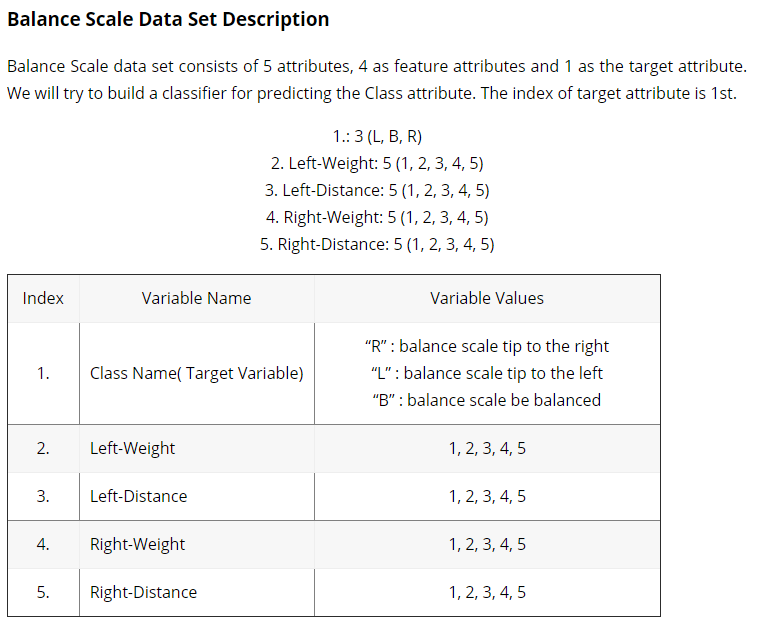 Balance Scale Data Set Description
Balance Scale data set consists of 5 attributes, 4 as feature attributes and 1 as the target attribute.
We will try to build a classifier for predicting the Class attribute. The index of target attribute is 1st.
1.: 3 (L, B, R)
2. Left-Weight: 5 (1, 2, 3, 4, 5)
3. Left-Distance: 5 (1, 2, 3, 4, 5)
4. Right-Weight: 5 (1, 2, 3, 4, 5)
5. Right-Distance: 5 (1, 2, 3, 4, 5)
Index Variable Name Variable Values
1. Class Name( Target Variable) “R” : balance scale tip to the right
“L” : balance scale tip to the left
“B” : balance scale be balanced
2. Left-Weight 1, 2, 3, 4, 5
3. Left-Distance 1, 2, 3, 4, 5
4. Right-Weight 1, 2, 3, 4, 5
5. Right-Distance 1, 2, 3, 4, 5